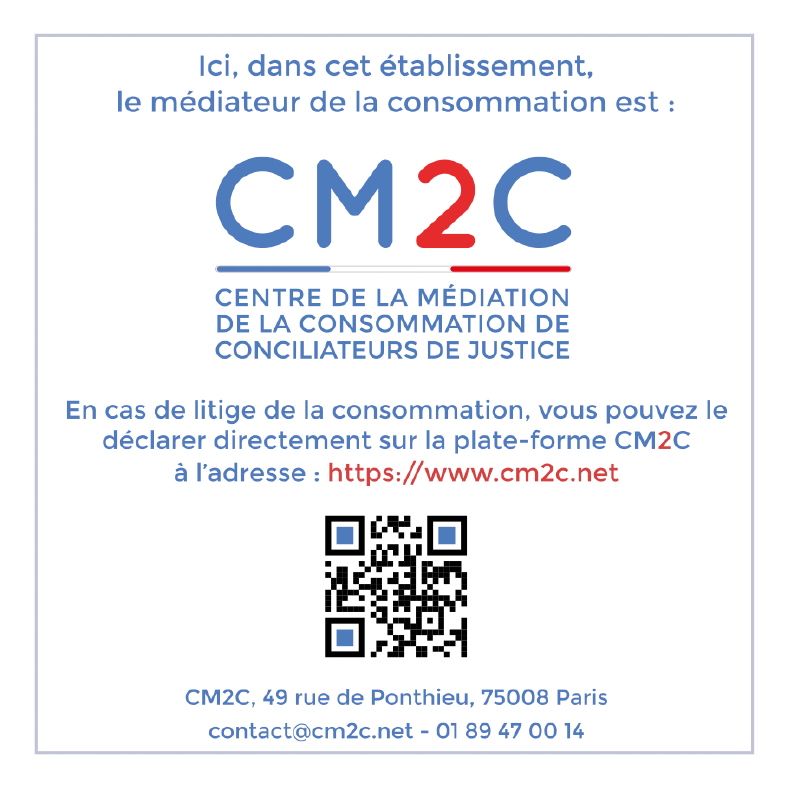 Ici, dans cet établissement,
le médiateur de la consommation est :
CM2C
CENTRE DE LA MÉDIATION
DE LA CONSOMMATION DE
CONCILIATEURS DE JUSTICE
En cas de litige de la consommation, vous pouvez le
déclarer directement sur la plate-forme CM2C
à l'adresse : https://www.cm2c.net
CM2C, 49 rue de Ponthieu, 75008 Paris
contact@cm2c.net - 01 89 47 00 14